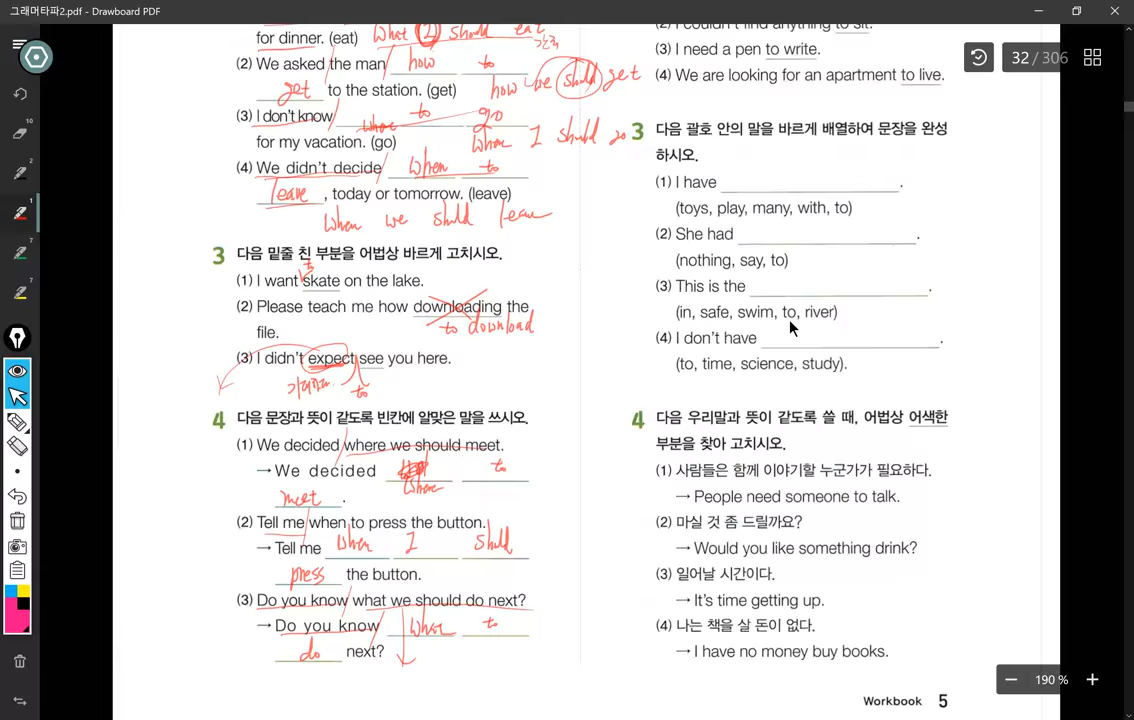 그래머타파2.pdf - Drawboard PDF
32 / 306
for dinner. (eat) what should eat
(2) We asked the man how to
get to the station. (get) how we should get
(3) I don't know to go
for my vacation. (go) where I should go
(4) We didn't decide when to
leave, today or tomorrow. (leave)
when we should leave
3 다음 밑줄 친 부분을 어법상 바르게 고치시오.
to
(1) I want skate on the lake.
(2) Please teach me how downloading the
to download
file.
(3) I didn't expect see you here.
to
4 다음 문장과 뜻이 같도록 빈칸에 알맞은 말을 쓰시오.
(1) We decided where we should meet.
→ We decided where to
meet.
(2) Tell me when to press the button.
→ Tell me when I should
press the button.
(3) Do you know what we should do next?
→ Do you know what to
do next?
(3) I need a pen to write.
(4) We are looking for an apartment to live.
3 다음 괄호 안의 말을 바르게 배열하여 문장을 완성
하시오.
(1) I have .
(toys, play, many, with, to)
(2) She had .
(nothing, say, to)
(3) This is the .
(in, safe, swim, to, river)
(4) I don't have .
(to, time, science, study).
4 다음 우리말과 뜻이 같도록 쓸 때, 어법상 어색한
부분을 찾아 고치시오.
(1) 사람들은 함께 이야기할 누군가가 필요하다.
→ People need someone to talk.
(2) 마실 것 좀 드릴까요?
→ Would you like something drink?
(3) 일어날 시간이다.
→ It's time getting up.
(4) 나는 책을 살 돈이 없다.
→ I have no money buy books.
190 %
Workbook 5